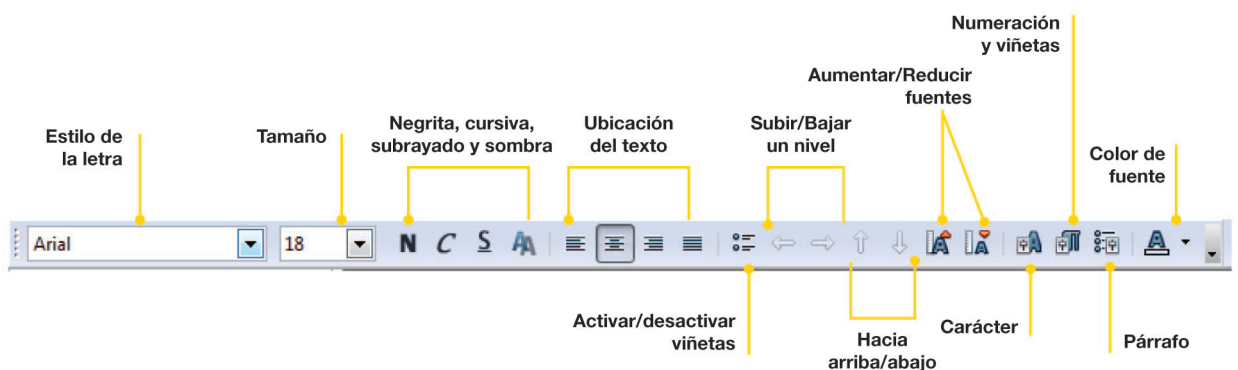 Numeración
y viñetas
Aumentar/Reducir
fuentes
Estilo de
la letra
Tamaño
Negrita, cursiva,
subrayado y sombra
Ubicación
del texto
Subir/Bajar
un nivel
Color de
fuente
Arial
18
N
C
S
AA
A
A
A
A
Activar/desactivar
viñetas
Hacia
arriba/abajo
Carácter
Párrafo